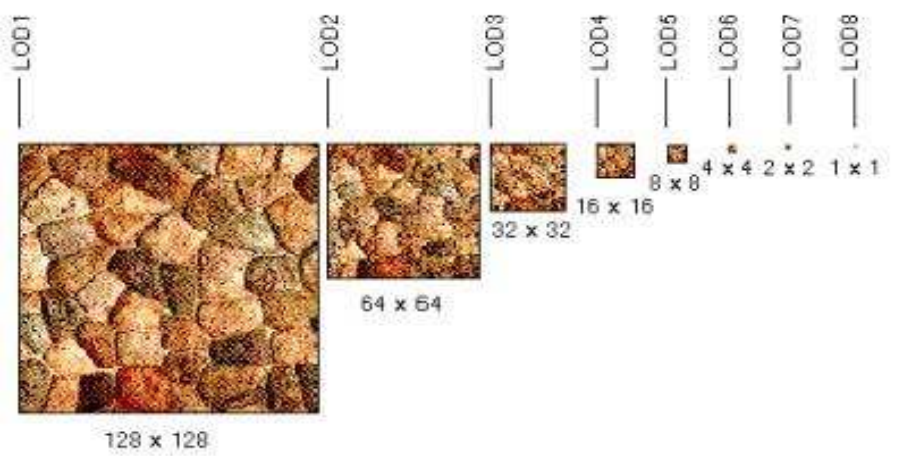 LOD1
LOD2
LOD3
LOD4
LOD5
LOD6
LOD7
LOD8
128 x 128
64 x 64
32 x 32
16 x 16
8 x 8
4 x 4
2 x 2
1 x 1